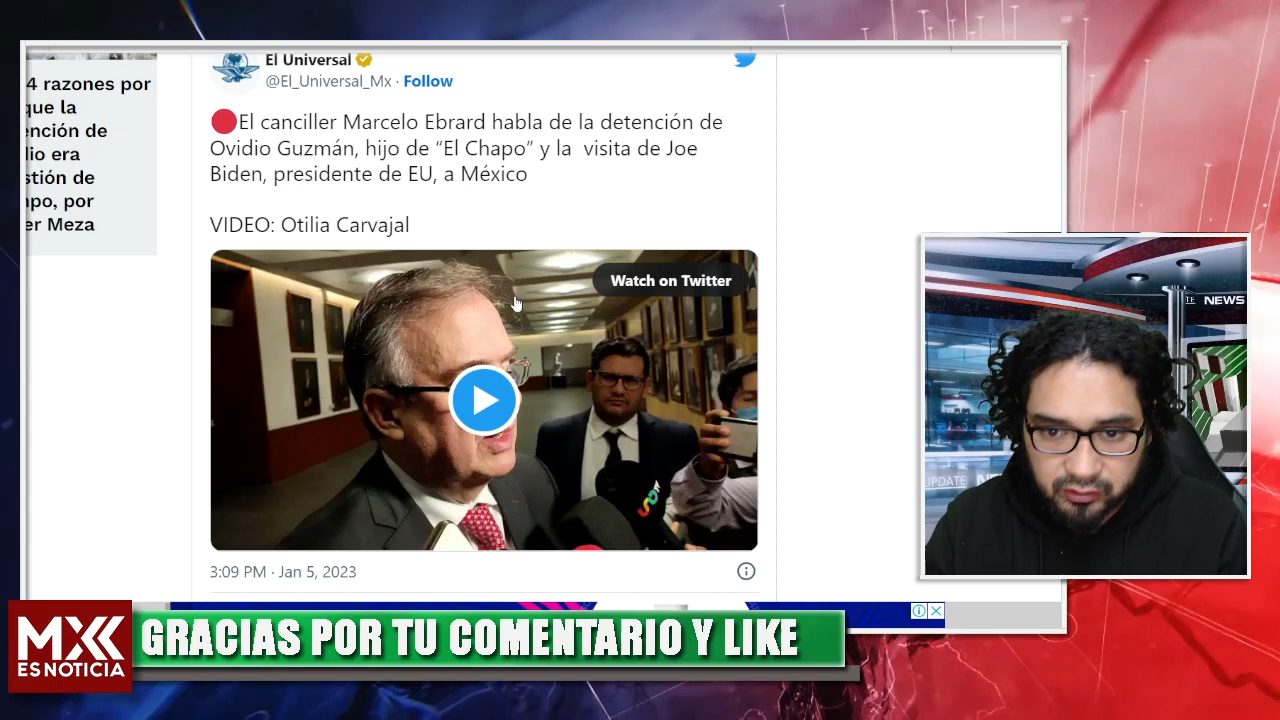 El Universal
@El_Universal_Mx · Follow
4 razones por
que la
ención de
lio era
stión de
po, por
er Meza
🔴El canciller Marcelo Ebrard habla de la detención de
Ovidio Guzmán, hijo de “El Chapo” y la visita de Joe
Biden, presidente de EU, a México
VIDEO: Otilia Carvajal
Watch on Twitter
3:09 PM · Jan 5, 2023
NEWS
UPDATE
MX
ES NOTICIA
GRACIAS POR TU COMENTARIO Y LIKE